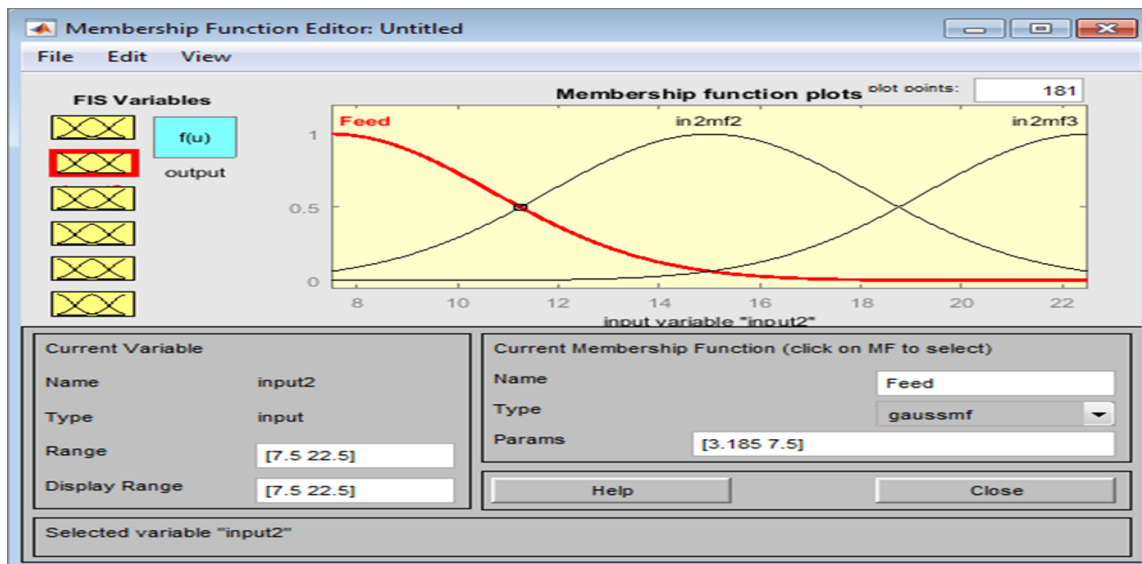 Membership Function Editor: Untitled
File Edit View
FIS Variables
f(u)
output
Membership function plots
plot points:
181
Feed
in2mf2
in2mf3
1
0.5
0
8 10 12 14 16 18 20 22
input variable "input2"
Current Variable
Name input2
Type input
Range [7.5 22.5]
Display Range [7.5 22.5]
Current Membership Function (click on MF to select)
Name Feed
Type gaussmf
Params [3.185 7.5]
Help Close
Selected variable "input2"